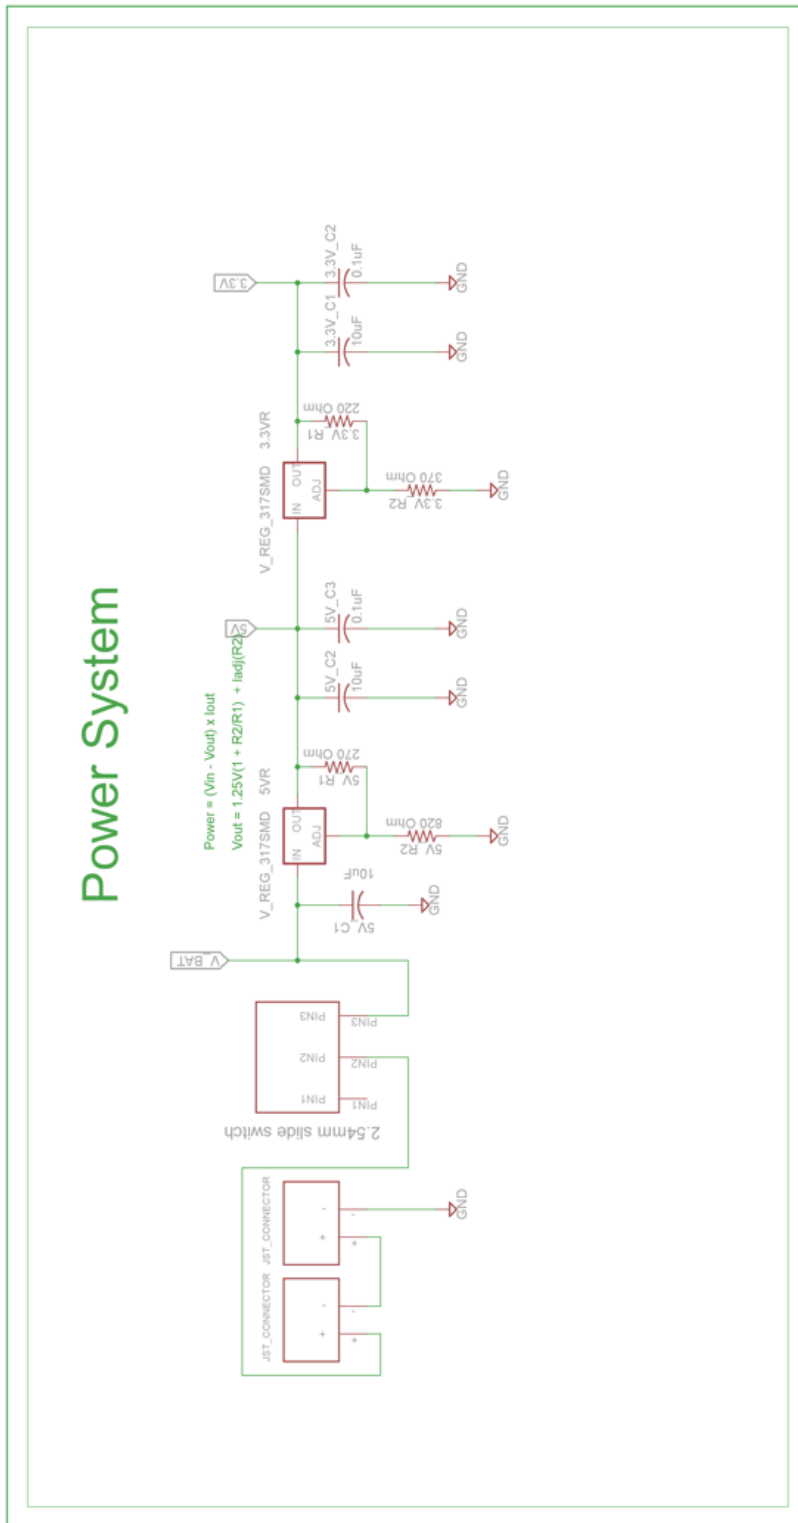 Power System
Power = (Vin - Vout) x Iout
Vout = 1.25V(1 + R2/R1) + Iadj(R2)
JST_CONNECTOR
+
-
+
-
JST_CONNECTOR
+
-
+
-
GND
2.54mm slide switch
PIN1
PIN2
PIN3
PIN1
PIN2
PIN3
V_BAT
5V_C1
10uF
GND
V_REG_317SMD
5VR
IN
OUT
ADJ
5V_R1
270 Ohm
5V_R2
820 Ohm
GND
5V_C2
10uF
GND
5V
5V_C3
0.1uF
GND
V_REG_317SMD
3.3VR
IN
OUT
ADJ
3.3V_R1
220 Ohm
3.3V_R2
370 Ohm
GND
3.3V_C1
10uF
GND
3.3V
3.3V_C2
0.1uF
GND